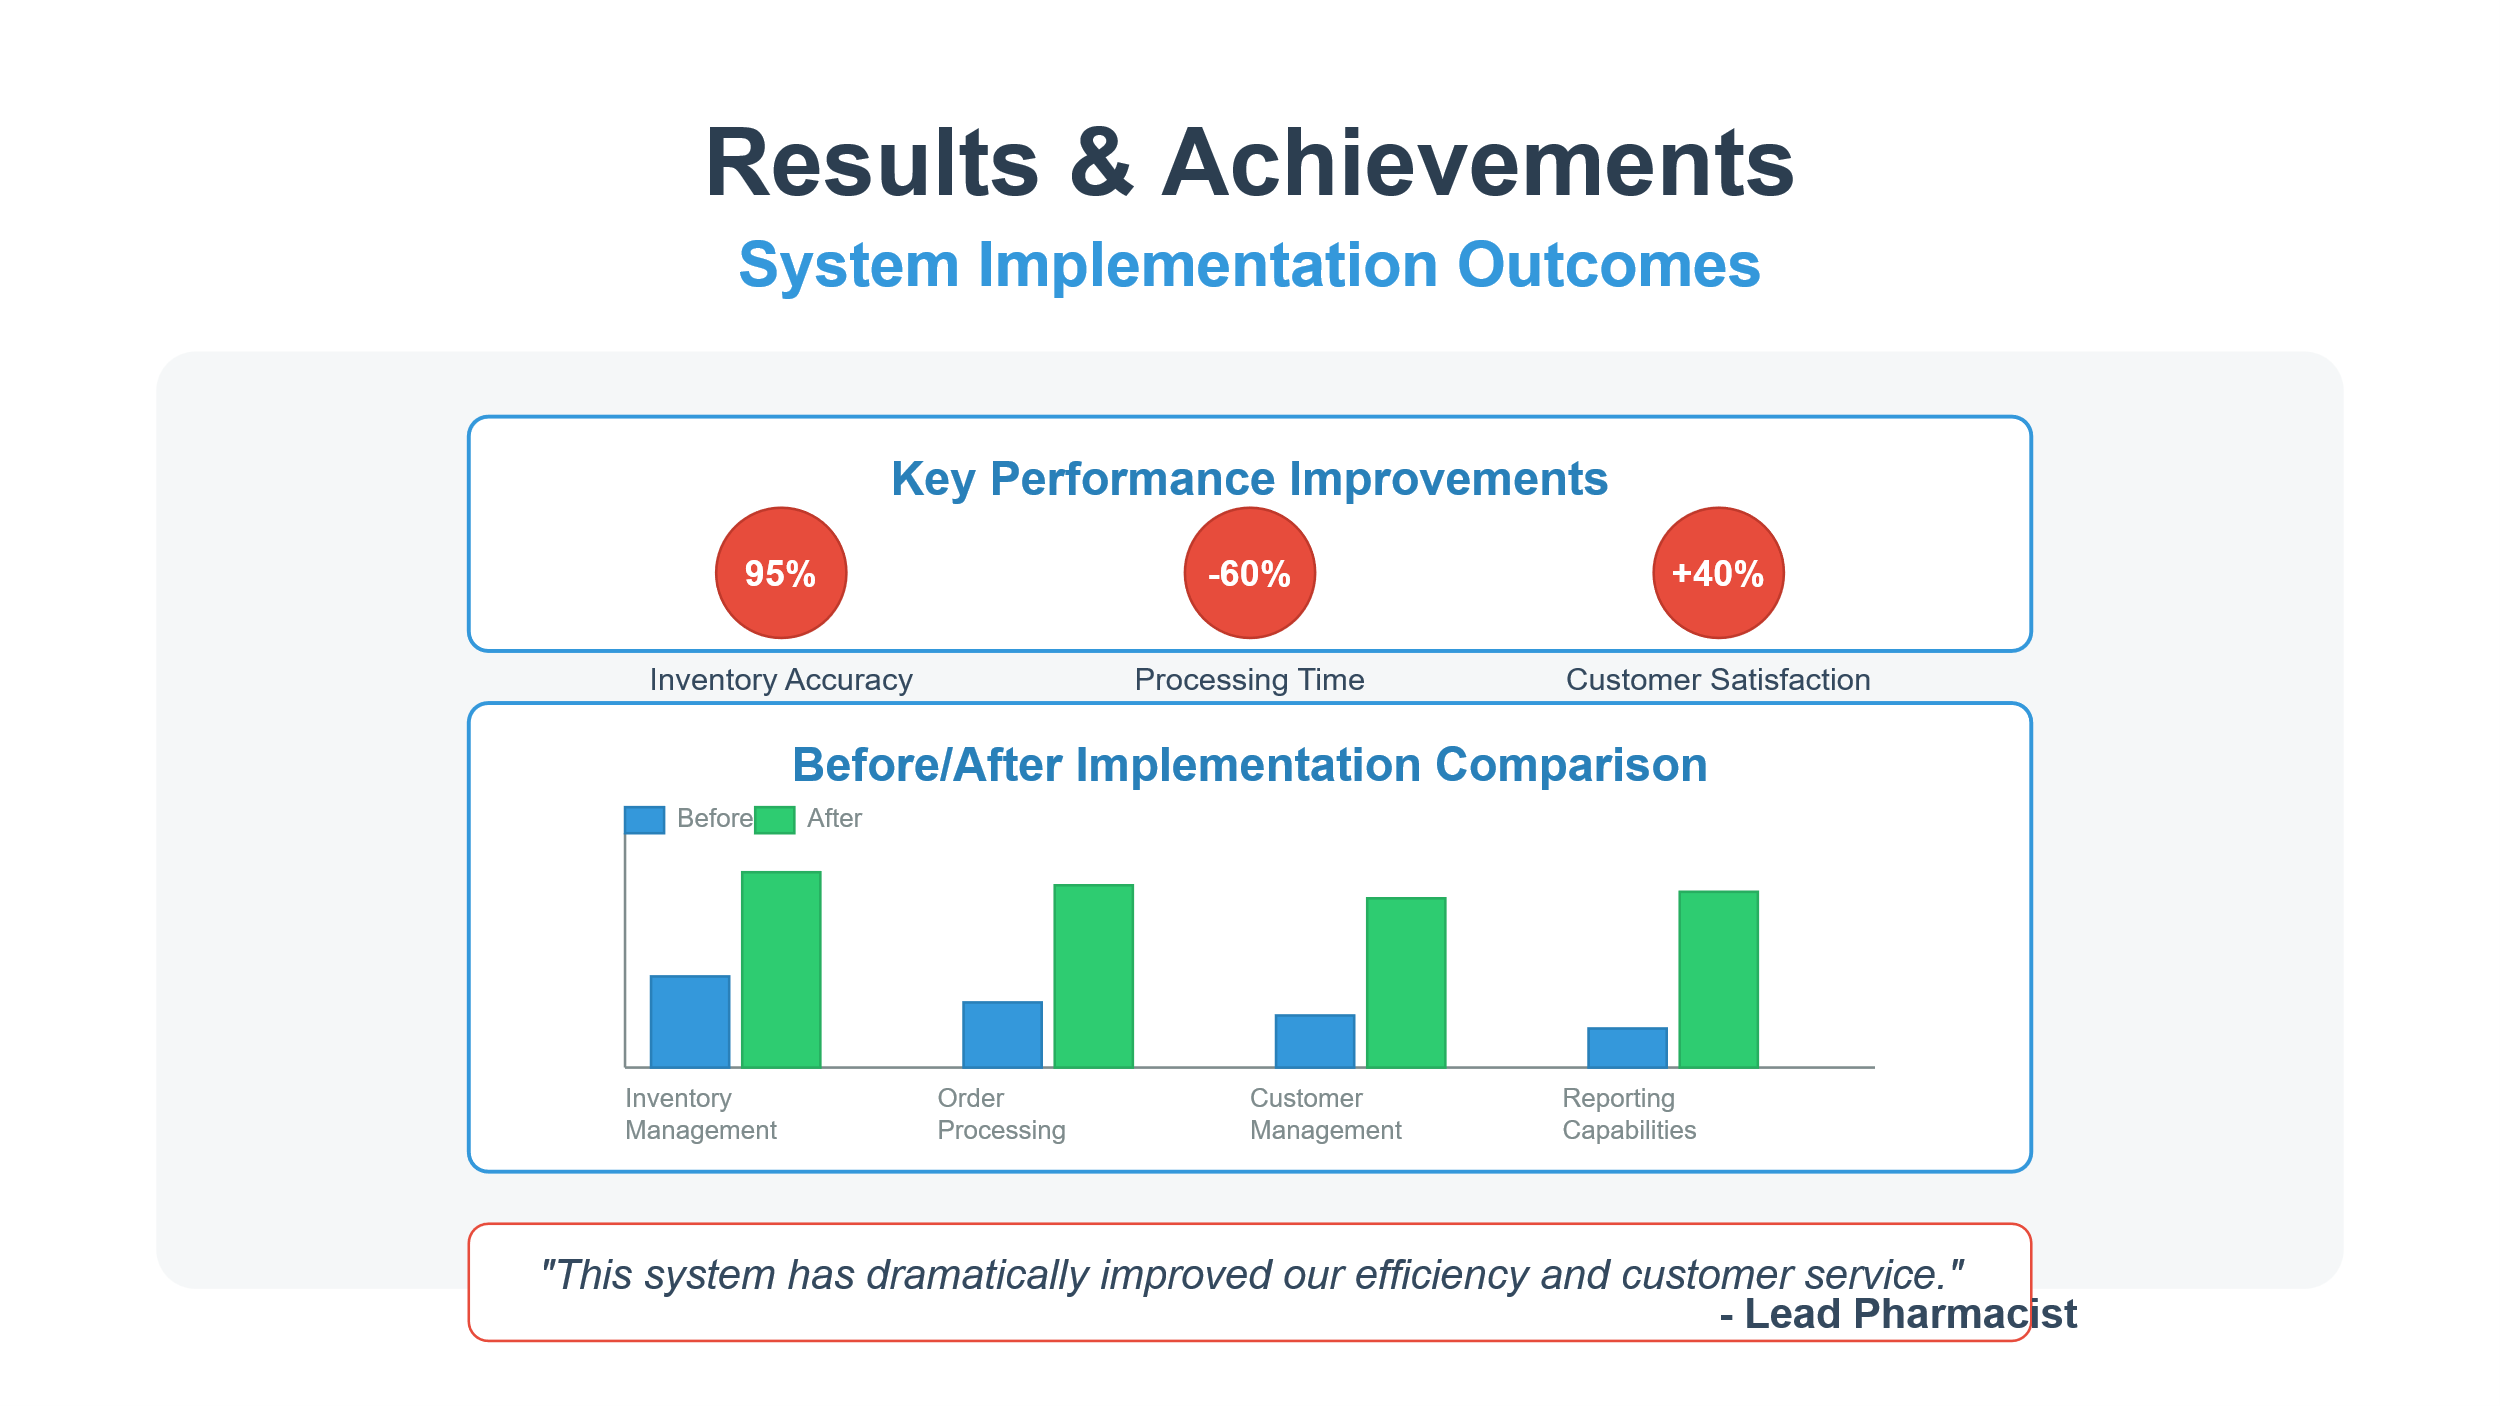 Results & Achievements
System Implementation Outcomes
Key Performance Improvements
95%
-60%
+40%
Inventory Accuracy
Processing Time
Customer Satisfaction
Before/After Implementation Comparison
Before
After
Inventory
Management
Order
Processing
Customer
Management
Reporting
Capabilities
"This system has dramatically improved our efficiency and customer service."
- Lead Pharmacist